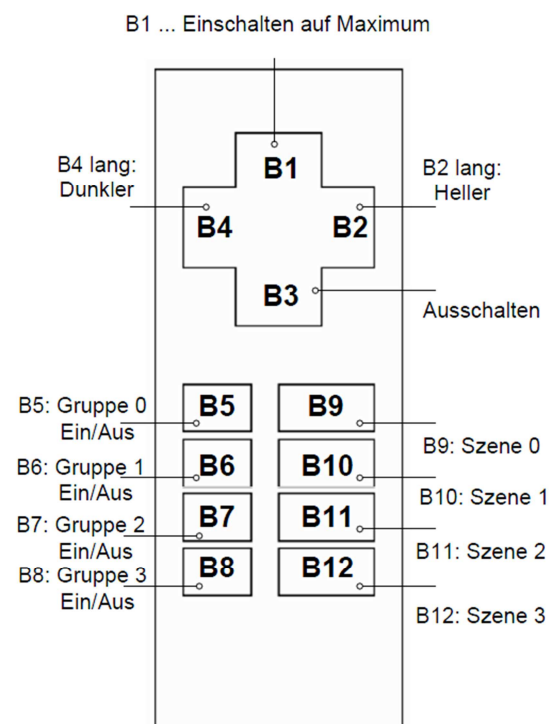 B1 ... Einschalten auf Maximum
B4 lang:
Dunkler
B2 lang:
Heller
B1
B4
B2
B3
Ausschalten
B5: Gruppe 0
Ein/Aus
B5
B9
B9: Szene 0
B6: Gruppe 1
Ein/Aus
B6
B10
B10: Szene 1
B7: Gruppe 2
Ein/Aus
B7
B11
B11: Szene 2
B8: Gruppe 3
Ein/Aus
B8
B12
B12: Szene 3